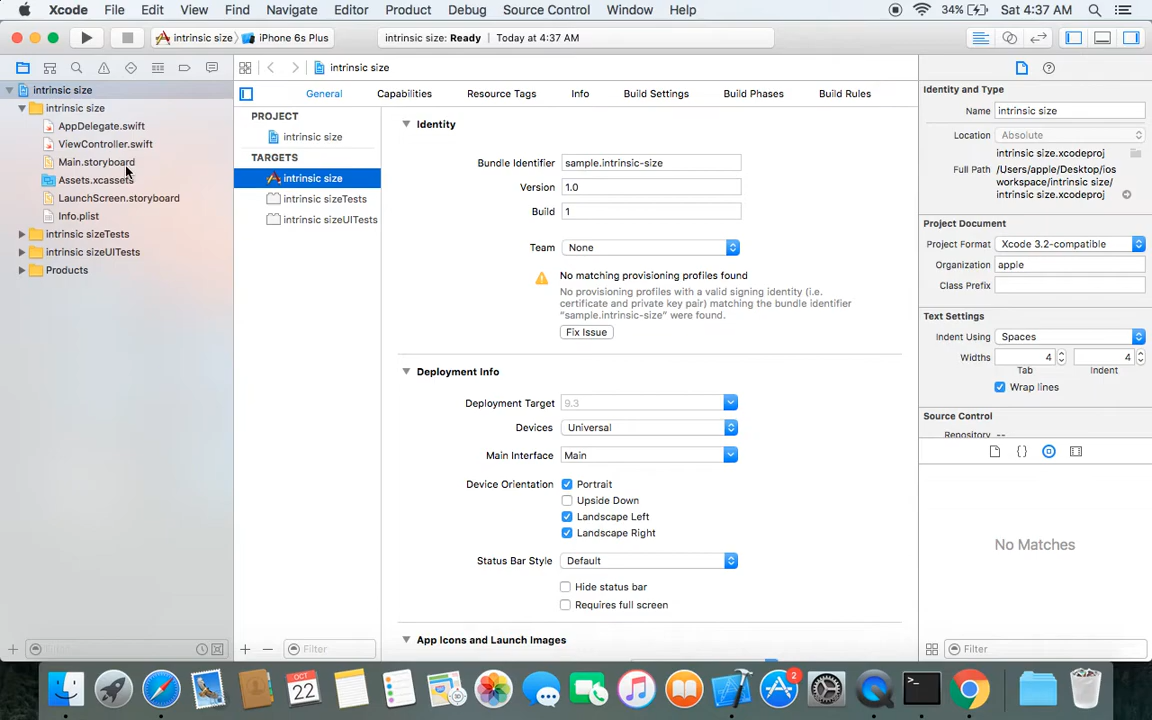 Xcode File Edit View Find Navigate Editor Product Debug Source Control Window Help 34% Sat 4:37 AM
intrinsic size iPhone 6s Plus intrinsic size: Ready Today at 4:37 AM
intrinsic size
intrinsic size
AppDelegate.swift
ViewController.swift
Main.storyboard
Assets.xcassets
LaunchScreen.storyboard
Info.plist
intrinsic sizeTests
intrinsic sizeUITests
Products
intrinsic size
General Capabilities Resource Tags Info Build Settings Build Phases Build Rules
PROJECT
intrinsic size
TARGETS
intrinsic size
intrinsic sizeTests
intrinsic sizeUITests
Filter
Identity
Bundle Identifier sample.intrinsic-size
Version 1.0
Build 1
Team None
No matching provisioning profiles found
No provisioning profiles with a valid signing identity (i.e.
certificate and private key pair) matching the bundle identifier
“sample.intrinsic-size” were found.
Fix Issue
Deployment Info
Deployment Target 9.3
Devices Universal
Main Interface Main
Device Orientation Portrait
Upside Down
Landscape Left
Landscape Right
Status Bar Style Default
Hide status bar
Requires full screen
App Icons and Launch Images
Identity and Type
Name intrinsic size
Location Absolute
intrinsic size.xcodeproj
Full Path /Users/apple/Desktop/ios
workspace/intrinsic size/
intrinsic size.xcodeproj
Project Document
Project Format Xcode 3.2-compatible
Organization apple
Class Prefix
Text Settings
Indent Using Spaces
Widths 4 4
Tab Indent
Wrap lines
Source Control
Repository --
No Matches
Filter
OCT
22
2